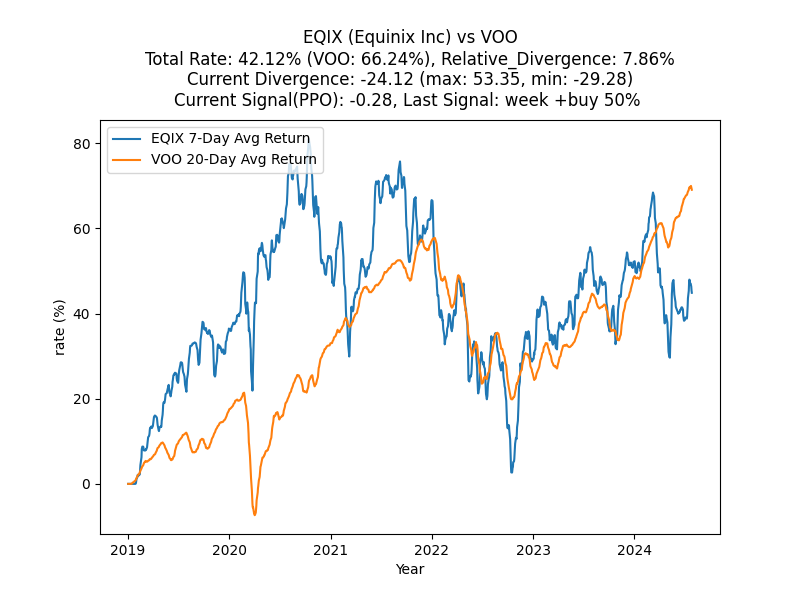 EQIX (Equinix Inc) vs VOO
Total Rate: 42.12% (VOO: 66.24%), Relative_Divergence: 7.86%
Current Divergence: -24.12 (max: 53.35, min: -29.28)
Current Signal(PPO): -0.28, Last Signal: week +buy 50%
EQIX 7-Day Avg Return
VOO 20-Day Avg Return
80
60
40
20
0
rate (%)
2019 2020 2021 2022 2023 2024
Year